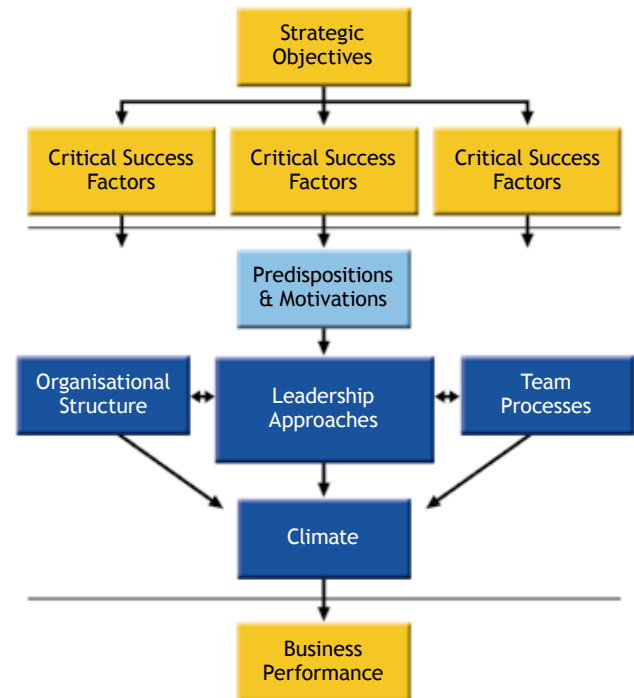 Strategic
Objectives
Critical Success
Factors
Critical Success
Factors
Critical Success
Factors
Predispositions
& Motivations
Organisational
Structure
Leadership
Approaches
Team
Processes
Climate
Business
Performance